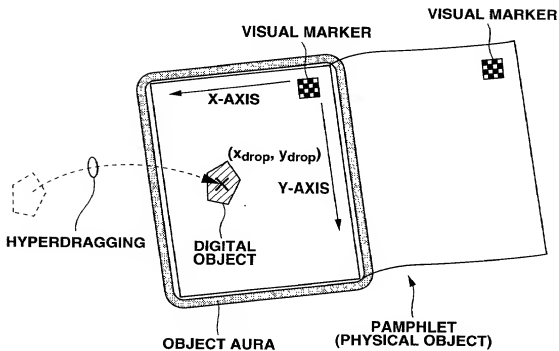 VISUAL MARKER
VISUAL MARKER
X-AXIS
(xdrop, ydrop)
Y-AXIS
HYPERDRAGGING
DIGITAL
OBJECT
OBJECT AURA
PAMPHLET
(PHYSICAL OBJECT)